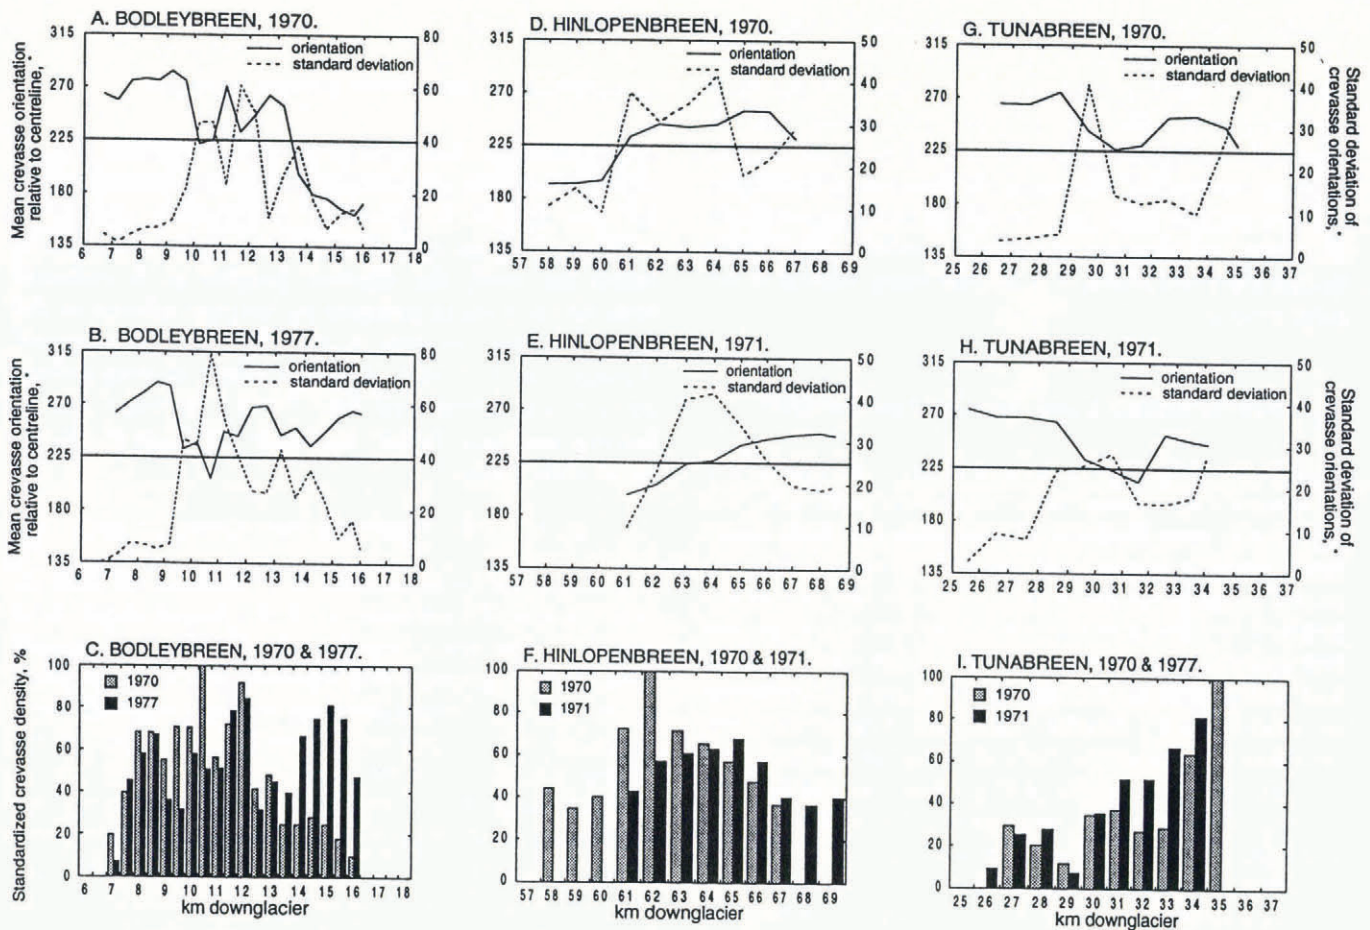 A. BODLEYBREEN, 1970.
315
270
225
180
135
80
60
40
20
0
orientation
standard deviation
6 7 8 9 10 11 12 13 14 15 16 17 18
Mean crevasse orientation
relative to centreline,°
D. HINLOPENBREEN, 1970.
315
270
225
180
135
50
40
30
20
10
0
orientation
standard deviation
57 58 59 60 61 62 63 64 65 66 67 68 69
G. TUNABREEN, 1970.
315
270
225
180
135
50
40
30
20
10
0
orientation
standard deviation
25 27 28 29 30 31 32 33 34 35 36 37
Standard deviation of
crevasse orientations,°
B. BODLEYBREEN, 1977.
315
270
225
180
135
80
60
40
20
0
orientation
standard deviation
6 7 8 9 10 11 12 13 14 15 16 17 18
Mean crevasse orientation
relative to centreline,°
E. HINLOPENBREEN, 1971.
315
270
225
180
135
50
40
30
20
10
0
orientation
standard deviation
57 58 59 60 61 62 63 64 65 66 67 68 69
H. TUNABREEN, 1971.
315
270
225
180
135
50
40
30
20
10
0
orientation
standard deviation
25 27 28 29 30 31 32 33 34 35 36 37
Standard deviation of
crevasse orientations,°
C. BODLEYBREEN, 1970 & 1977.
100
80
60
40
20
0
1970
1977
6 7 8 9 10 11 12 13 14 15 16 17 18
km downglacier
Standardized crevasse density, %
F. HINLOPENBREEN, 1970 & 1971.
100
80
60
40
20
0
1970
1971
57 58 59 60 61 62 63 64 65 66 67 68 69
km downglacier
I. TUNABREEN, 1970 & 1977.
100
80
60
40
20
0
1970
1971
25 26 27 28 29 30 31 32 33 34 35 36 37
km downglacier